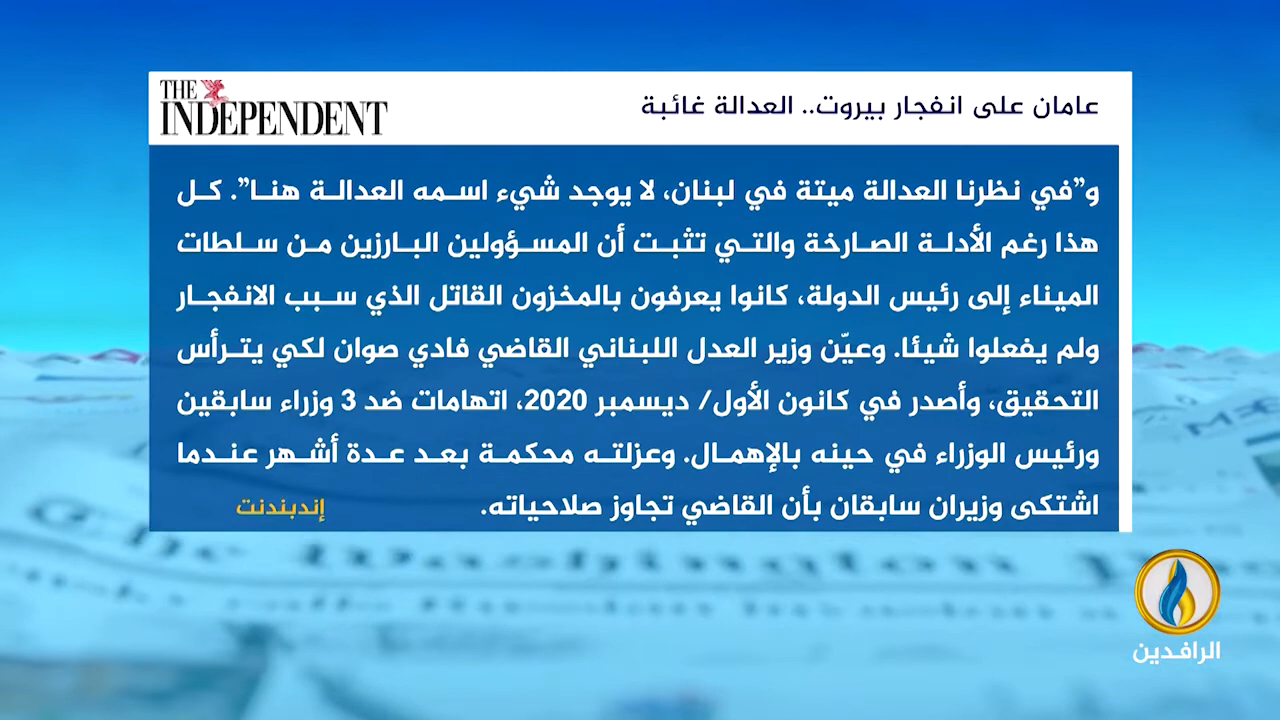 THE
INDEPENDENT
عامان على انفجار بيروت.. العدالة غائبة
و"في نظرنا العدالة ميتة في لبنان، لا يوجد شيء اسمه العدالة هنا". كل
هذا رغم الأدلة الصارخة والتي تثبت أن المسؤولين البارزين من سلطات
الميناء إلى رئيس الدولة، كانوا يعرفون بالمخزون القاتل الذي سبب الانفجار
ولم يفعلوا شيئا. وعيّن وزير العدل اللبناني القاضي فادي صوان لكي يترأس
التحقيق، وأصدر في كانون الأول/ ديسمبر 2020، اتهامات ضد 3 وزراء سابقين
ورئيس الوزراء في حينه بالإهمال. وعزلته محكمة بعد عدة أشهر عندما
اشتكى وزيران سابقان بأن القاضي تجاوز صلاحياته.
إندبندنت
الرافدين